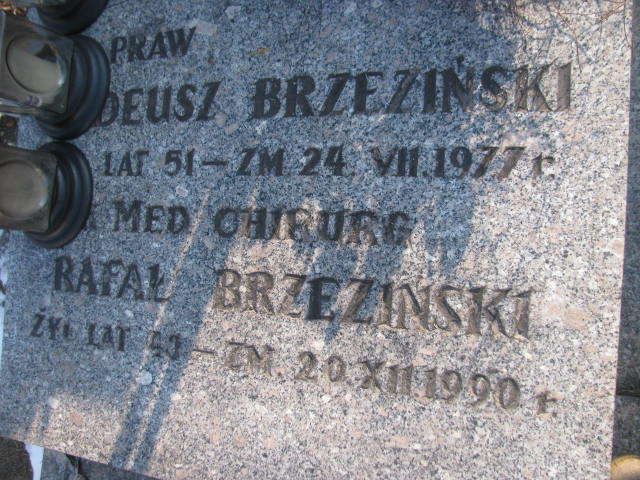 PRAW
DEUSZ BRZEZIŃSKI
LAT 51 – ZM 24. VII. 1977 r.
MED CHIRURG
RAFAŁ BRZEZIŃSKI
ŻYŁ LAT – ZM. 20 XII 1990 r.